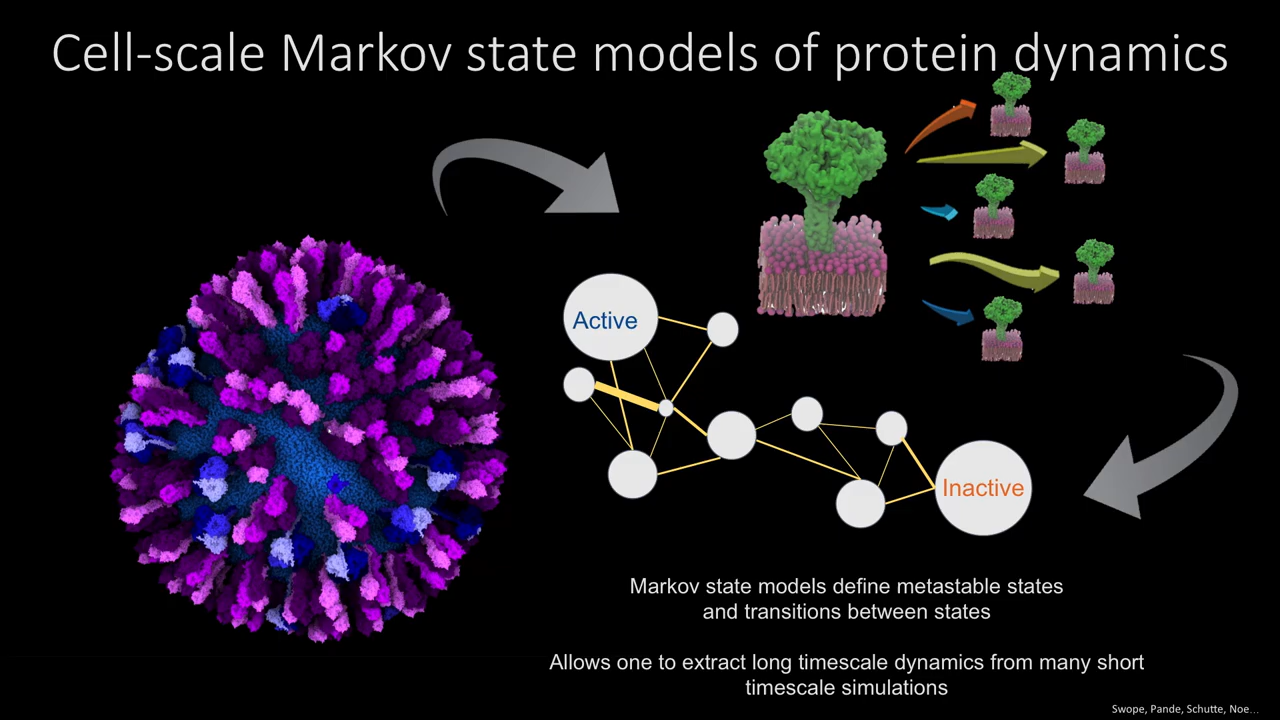 Cell-scale Markov state models of protein dynamics
Active
Inactive
Markov state models define metastable states
and transitions between states
Allows one to extract long timescale dynamics from many short
timescale simulations
Swope, Pande, Schutte, Noe...